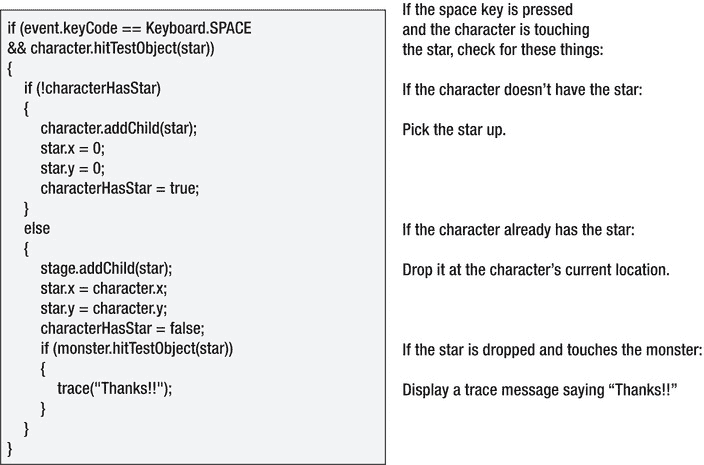 if (event.keyCode == Keyboard.SPACE
&& character.hitTestObject(star))
{
if (!characterHasStar)
{
character.addChild(star);
star.x = 0;
star.y = 0;
characterHasStar = true;
}
else
{
stage.addChild(star);
star.x = character.x;
star.y = character.y;
characterHasStar = false;
if (monster.hitTestObject(star))
{
trace("Thanks!!");
}
}
}
If the space key is pressed
and the character is touching
the star, check for these things:
If the character doesn’t have the star:
Pick the star up.
If the character already has the star:
Drop it at the character’s current location.
If the star is dropped and touches the monster:
Display a trace message saying “Thanks!!”